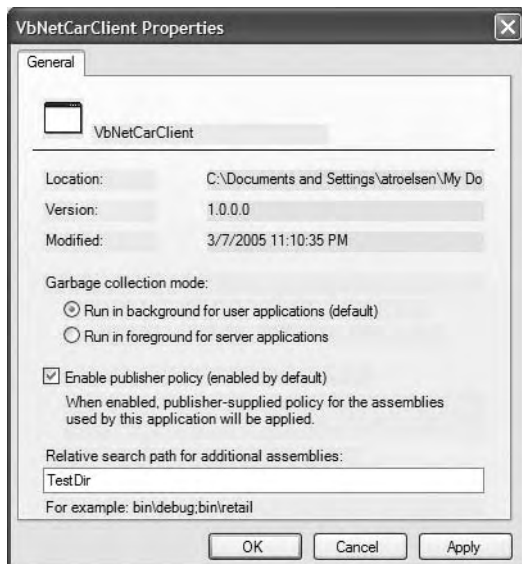 VbNetCarClient Properties
General
VbNetCarClient
Location: C:\Documents and Settings\atroelsen\My Do
Version: 1.0.0.0
Modified: 3/7/2005 11:10:35 PM
Garbage collection mode:
Run in background for user applications (default)
Run in foreground for server applications
Enable publisher policy (enabled by default)
When enabled, publisher-supplied policy for the assemblies
used by this application will be applied.
Relative search path for additional assemblies:
TestDir
For example: bin\debug;bin\retail
OK Cancel Apply